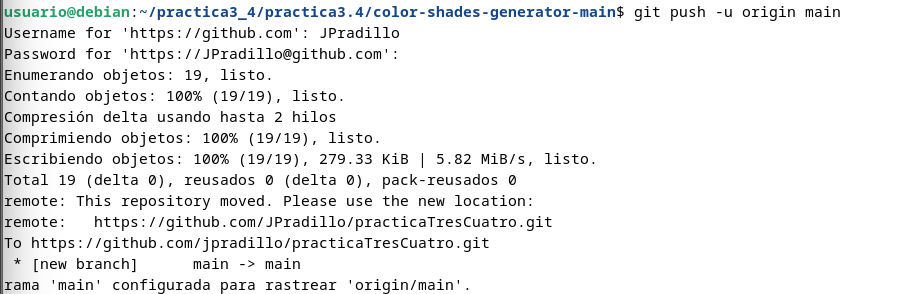 usuario@debian:~/practica3_4/practica3.4/color-shades-generator-main$ git push -u origin main
Username for 'https://github.com': JPradillo
Password for 'https://JPradillo@github.com':
Enumerando objetos: 19, listo.
Contando objetos: 100% (19/19), listo.
Compresión delta usando hasta 2 hilos
Comprimiendo objetos: 100% (19/19), listo.
Escribiendo objetos: 100% (19/19), 279.33 KiB | 5.82 MiB/s, listo.
Total 19 (delta 0), reusados 0 (delta 0), pack-reusados 0
remote: This repository moved. Please use the new location:
remote:   https://github.com/JPradillo/practicaTresCuatro.git
To https://github.com/jpradillo/practicaTresCuatro.git
 * [new branch]      main -> main
rama 'main' configurada para rastrear 'origin/main'.